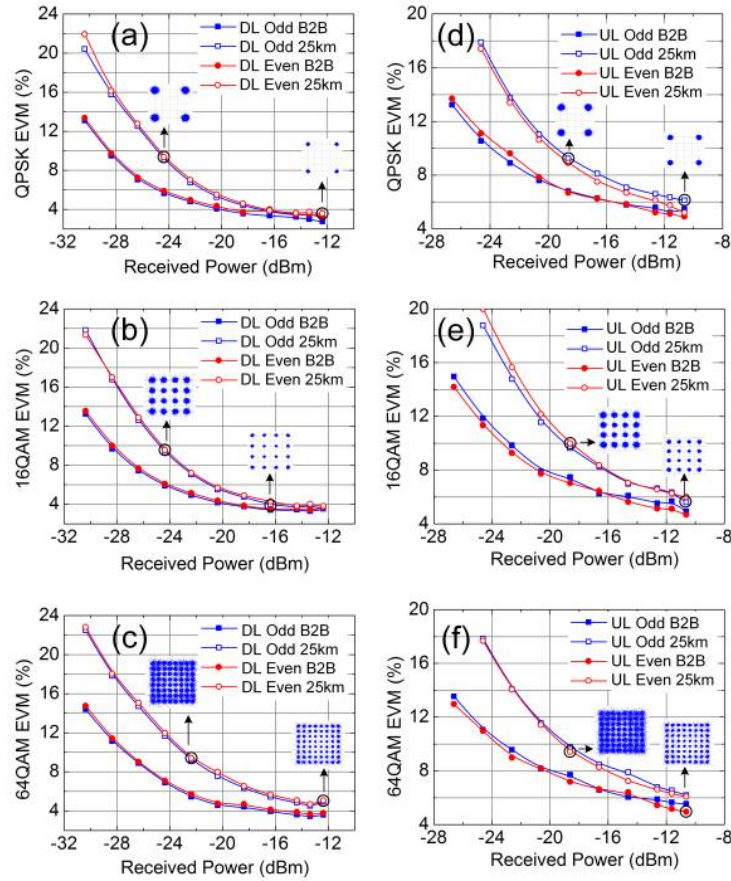 (a)
DL Odd B2B
DL Odd 25km
DL Even B2B
DL Even 25km
QPSK EVM (%)
24
20
16
12
8
4
-32 -28 -24 -20 -16 -12 -8
Received Power (dBm)
(d)
UL Odd B2B
UL Odd 25km
UL Even B2B
UL Even 25km
QPSK EVM (%)
20
16
12
8
4
-28 -24 -20 -16 -12 -8
Received Power (dBm)
(b)
DL Odd B2B
DL Odd 25km
DL Even B2B
DL Even 25km
16QAM EVM (%)
24
20
16
12
8
4
-32 -28 -24 -20 -16 -12 -8
Received Power (dBm)
(e)
UL Odd B2B
UL Odd 25km
UL Even B2B
UL Even 25km
16QAM EVM (%)
20
16
12
8
4
-28 -24 -20 -16 -12 -8
Received Power (dBm)
(c)
DL Odd B2B
DL Odd 25km
DL Even B2B
DL Even 25km
64QAM EVM (%)
24
20
16
12
8
4
-32 -28 -24 -20 -16 -12 -8
Received Power (dBm)
(f)
UL Odd B2B
UL Odd 25km
UL Even B2B
UL Even 25km
64QAM EVM (%)
20
16
12
8
4
-28 -24 -20 -16 -12 -8
Received Power (dBm)